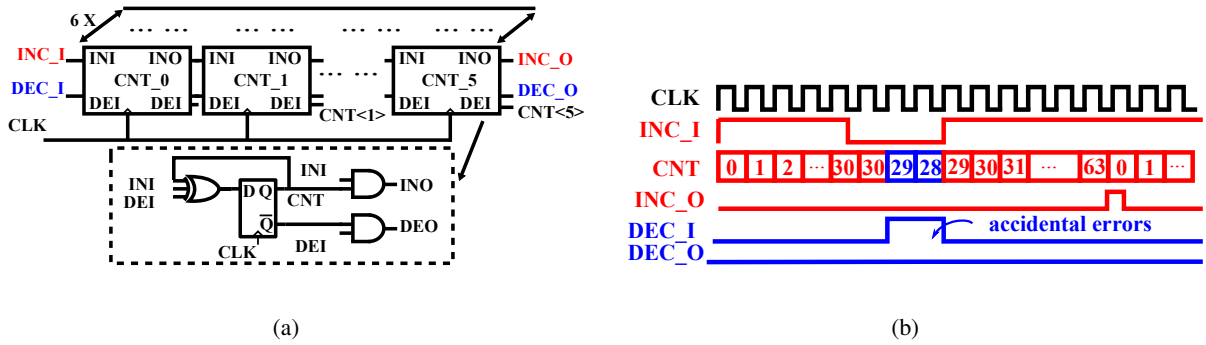 6 X
... ... ... ... ... ...
INC_I INI INO INI INO INI INO INC_O
CNT_0 CNT_1 ... ... CNT_5
DEC_I DEI DEI DEI DEI DEI DEI DEC_O
CNT<1> CNT<5>
CLK
INI INI INO
DEI D Q CNT
Q DEO
CLK DEI
(a)
CLK
INC_I
CNT 0 1 2 ... 30 30 29 28 29 30 31 ... 63 0 1 ...
INC_O
DEC_I accidental errors
DEC_O
(b)